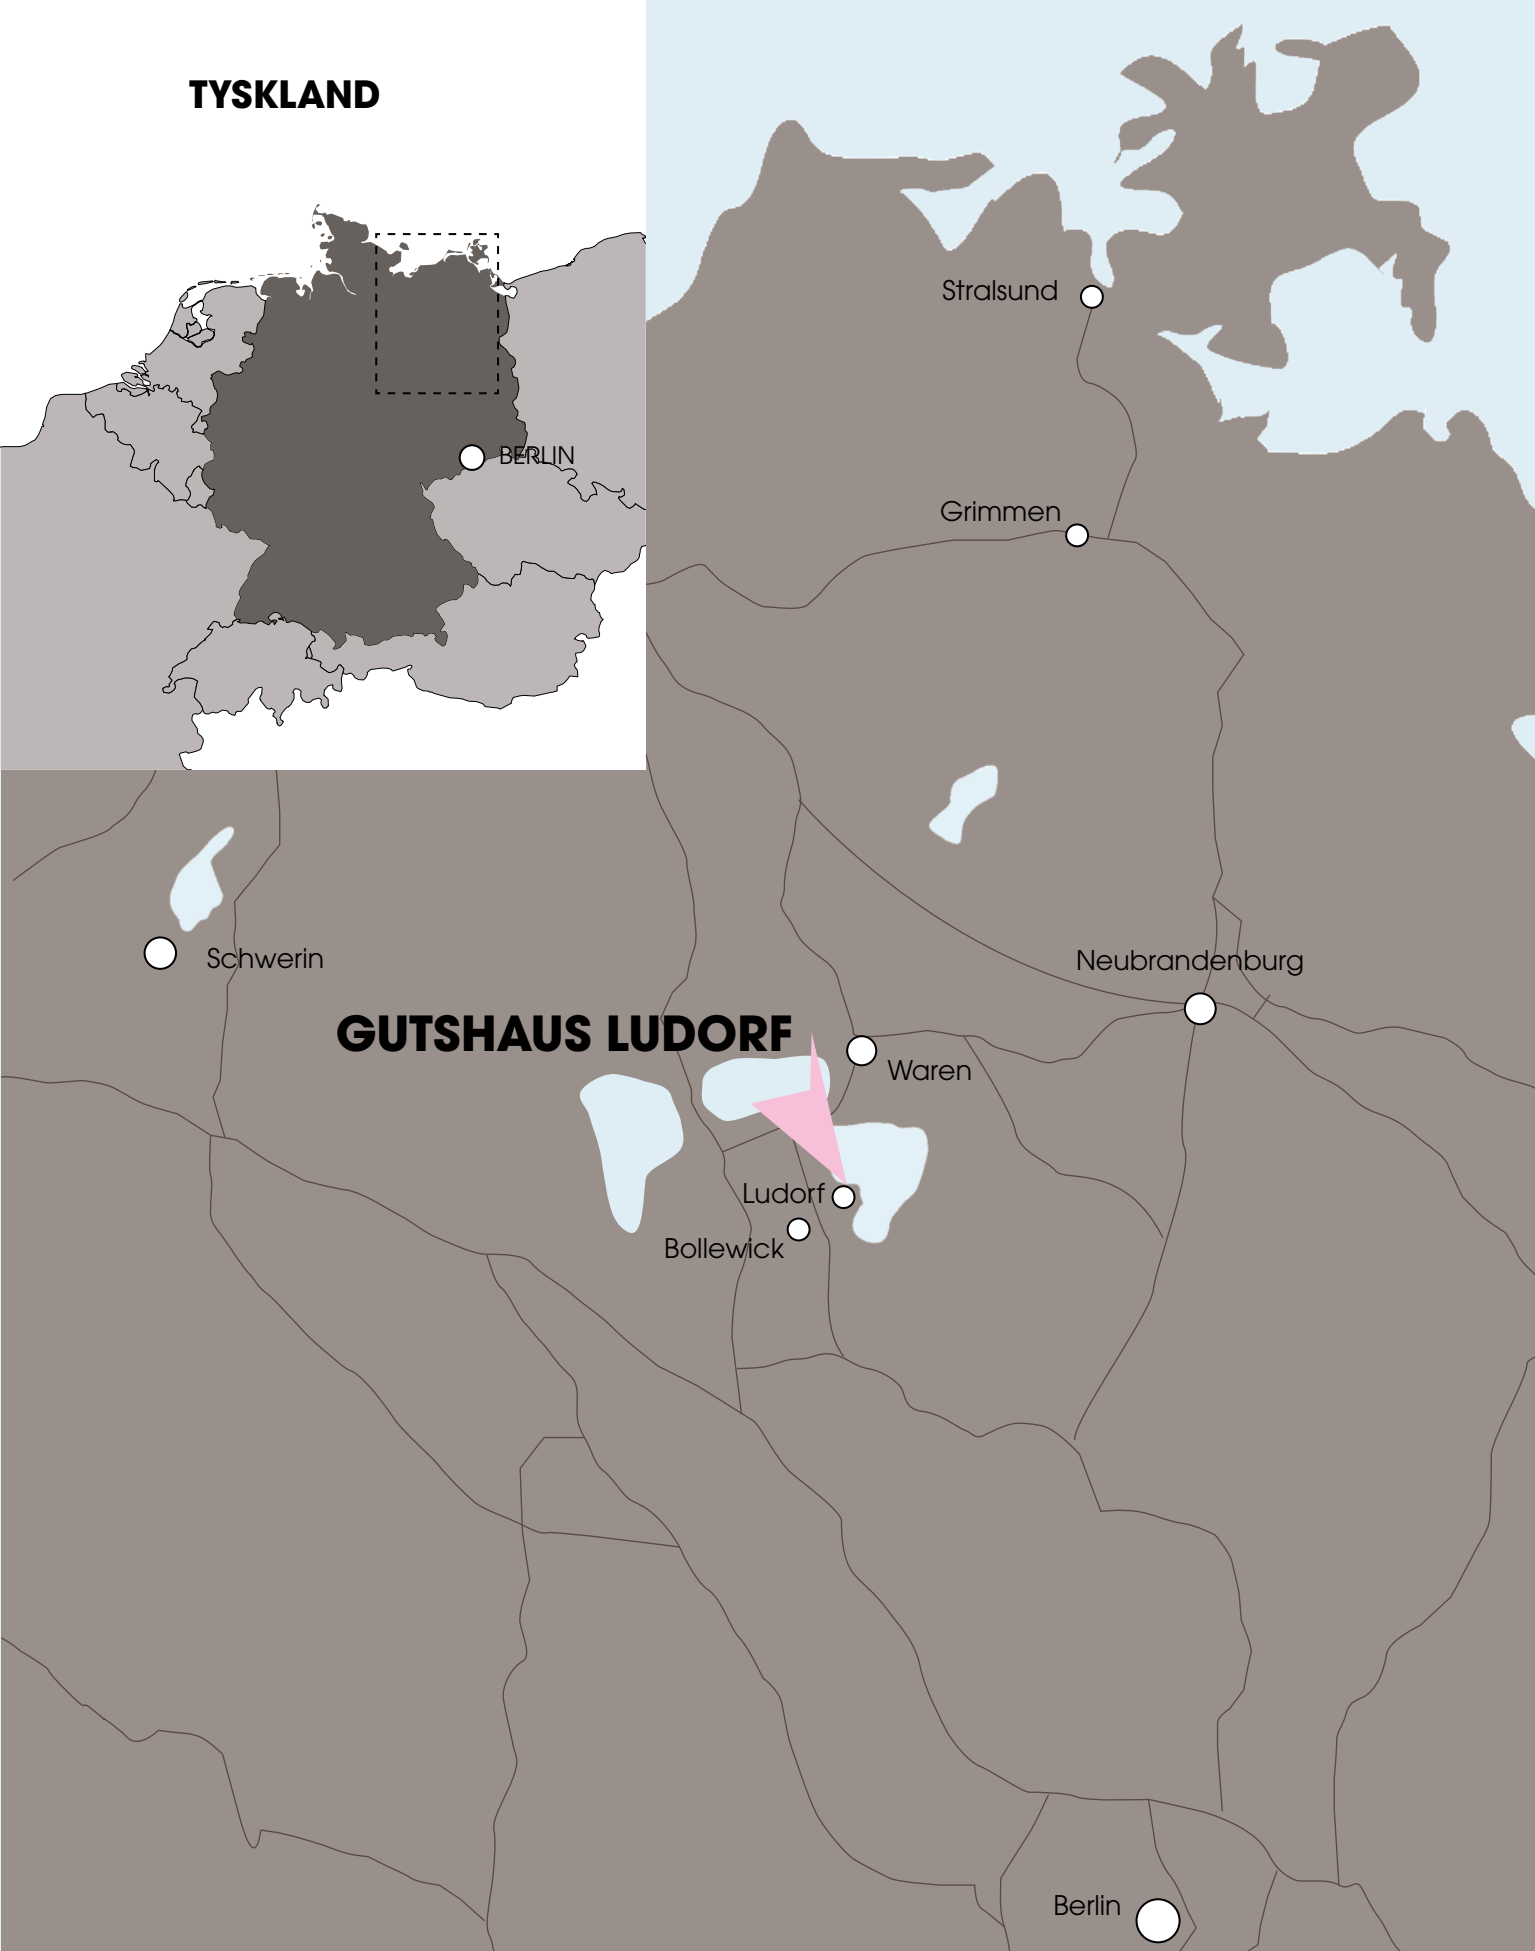 TYSKLAND
BERLIN
Stralsund
Grimmen
Schwerin
Neubrandenburg
GUTSHAUS LUDORF
Waren
Ludorf
Bollewick
Berlin